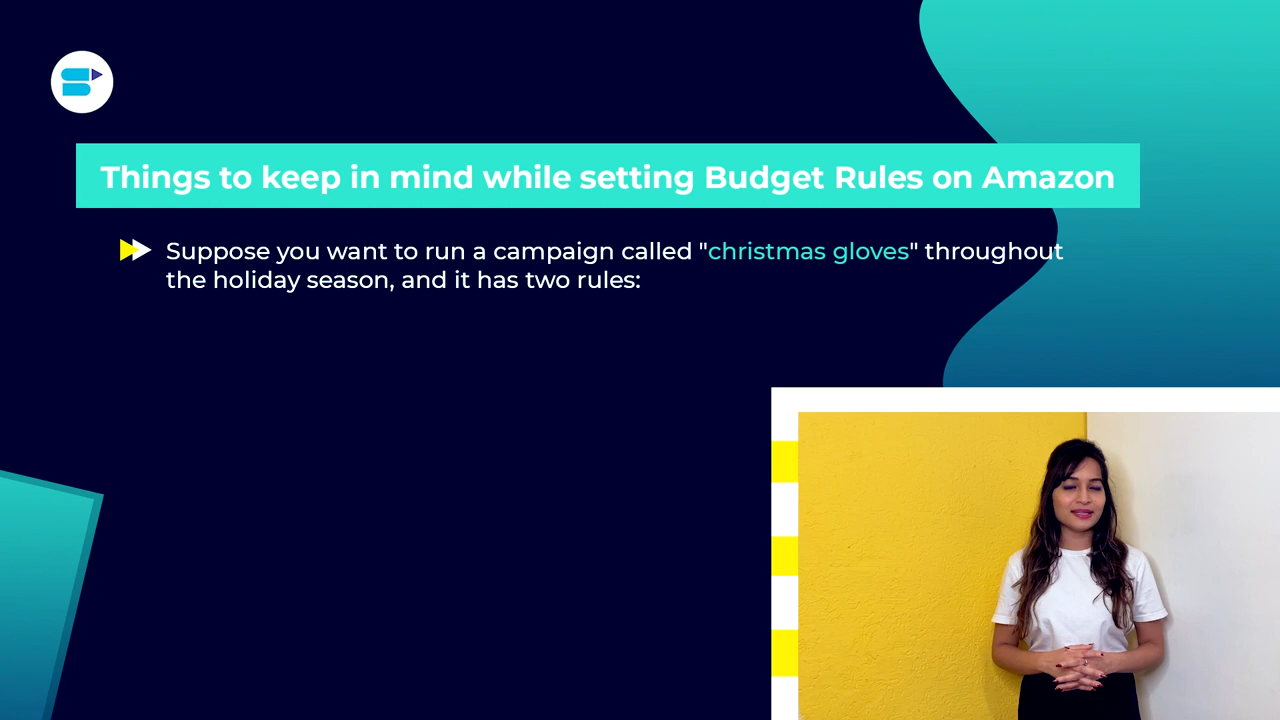 Things to keep in mind while setting Budget Rules on Amazon
Suppose you want to run a campaign called "christmas gloves" throughout
the holiday season, and it has two rules: